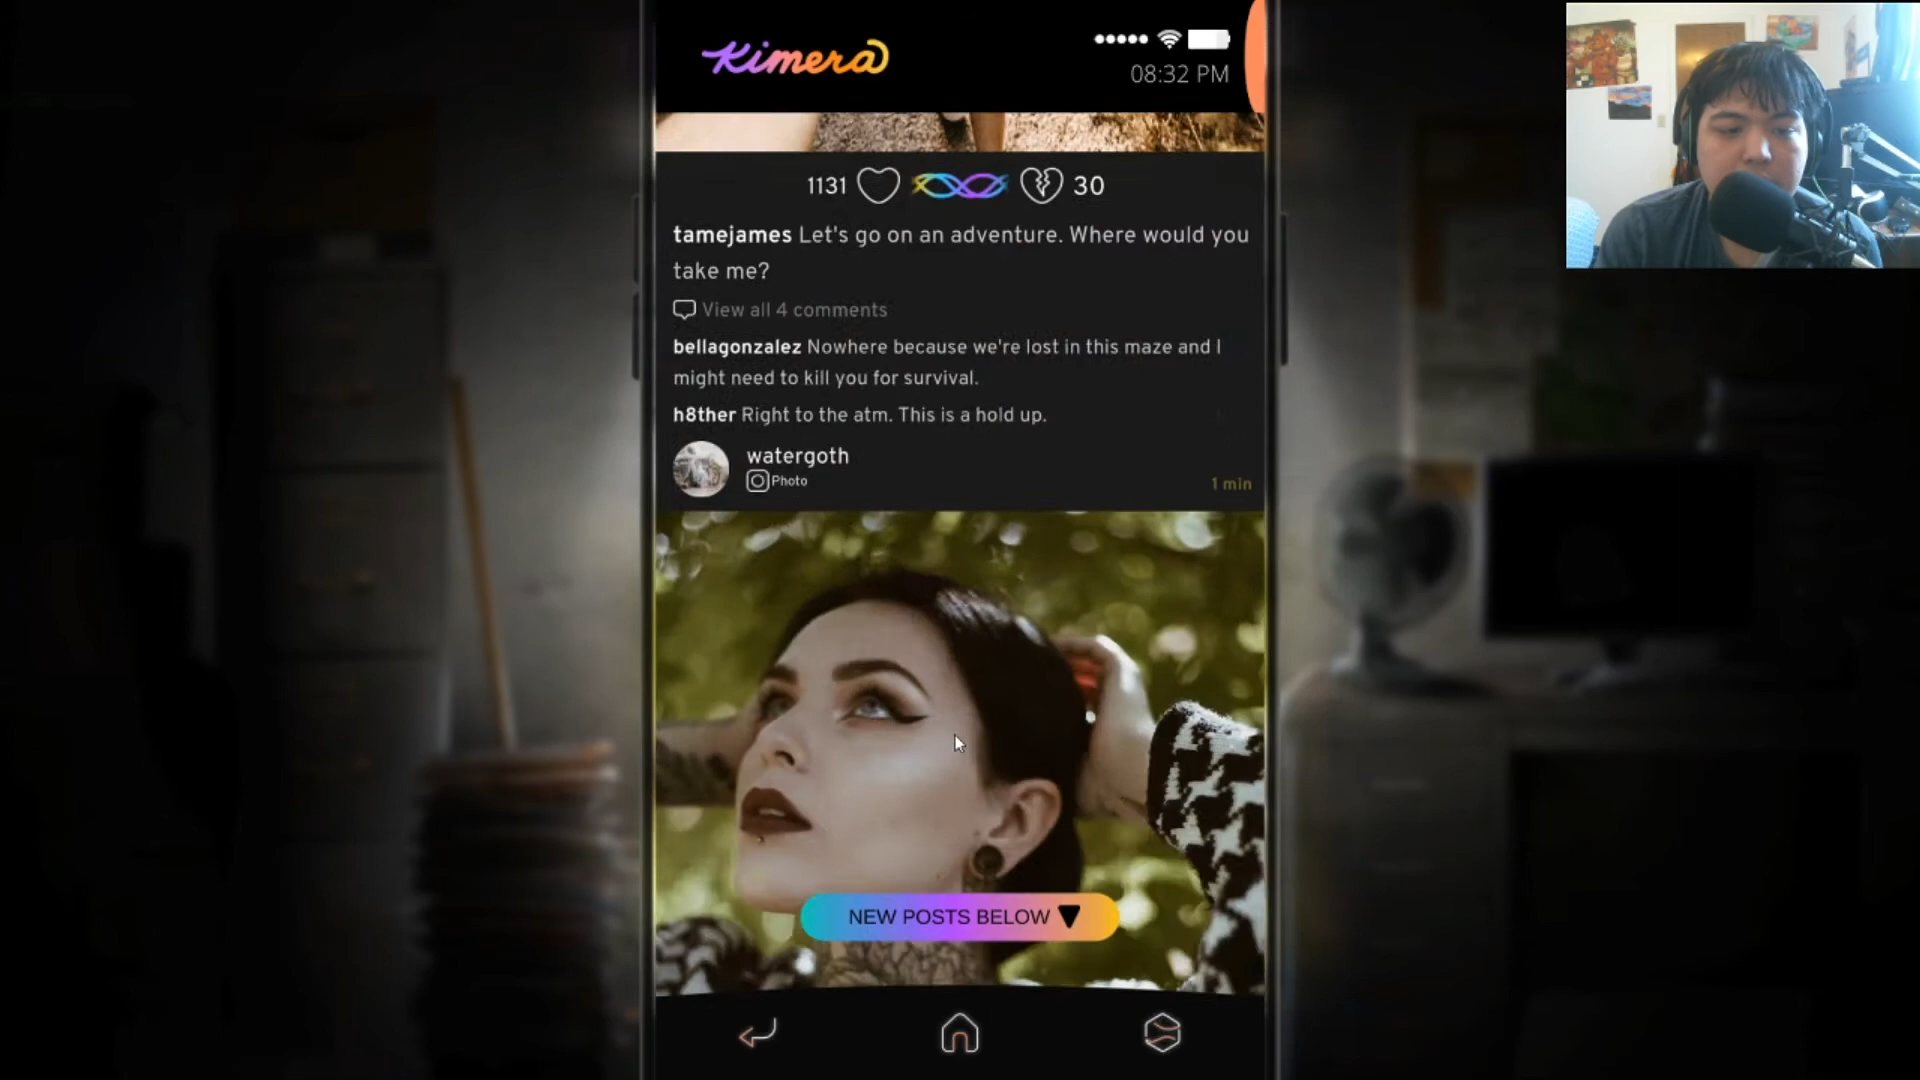 Kimera
08:32 PM
1131
30
tamejames Let's go on an adventure. Where would you
take me?
View all 4 comments
bellagonzalez Nowhere because we're lost in this maze and I
might need to kill you for survival.
h8ther Right to the atm. This is a hold up.
watergoth
Photo
1 min
NEW POSTS BELOW